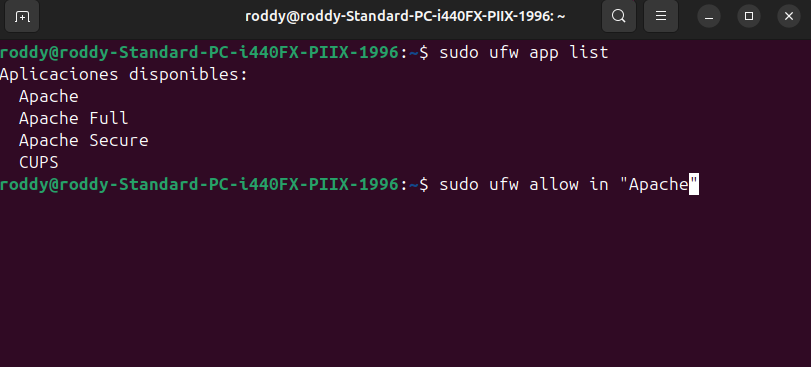 roddy@roddy-Standard-PC-i440FX-PIIX-1996: ~
roddy@roddy-Standard-PC-i440FX-PIIX-1996:~$ sudo ufw app list
Aplicaciones disponibles:
  Apache
  Apache Full
  Apache Secure
  CUPS
roddy@roddy-Standard-PC-i440FX-PIIX-1996:~$ sudo ufw allow in "Apache"